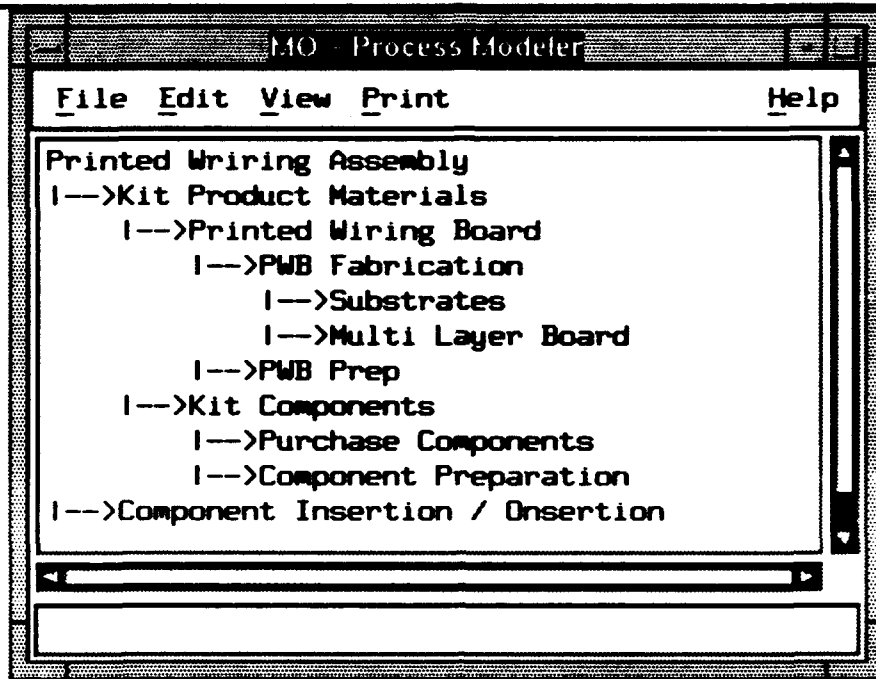 MO - Process Modeler
File Edit View Print Help
Printed Wriring Assembly
|-->Kit Product Materials
|-->Printed Wiring Board
|-->PWB Fabrication
|-->Substrates
|-->Multi Layer Board
|-->PWB Prep
|-->Kit Components
|-->Purchase Components
|-->Component Preparation
|-->Component Insertion / Onsertion